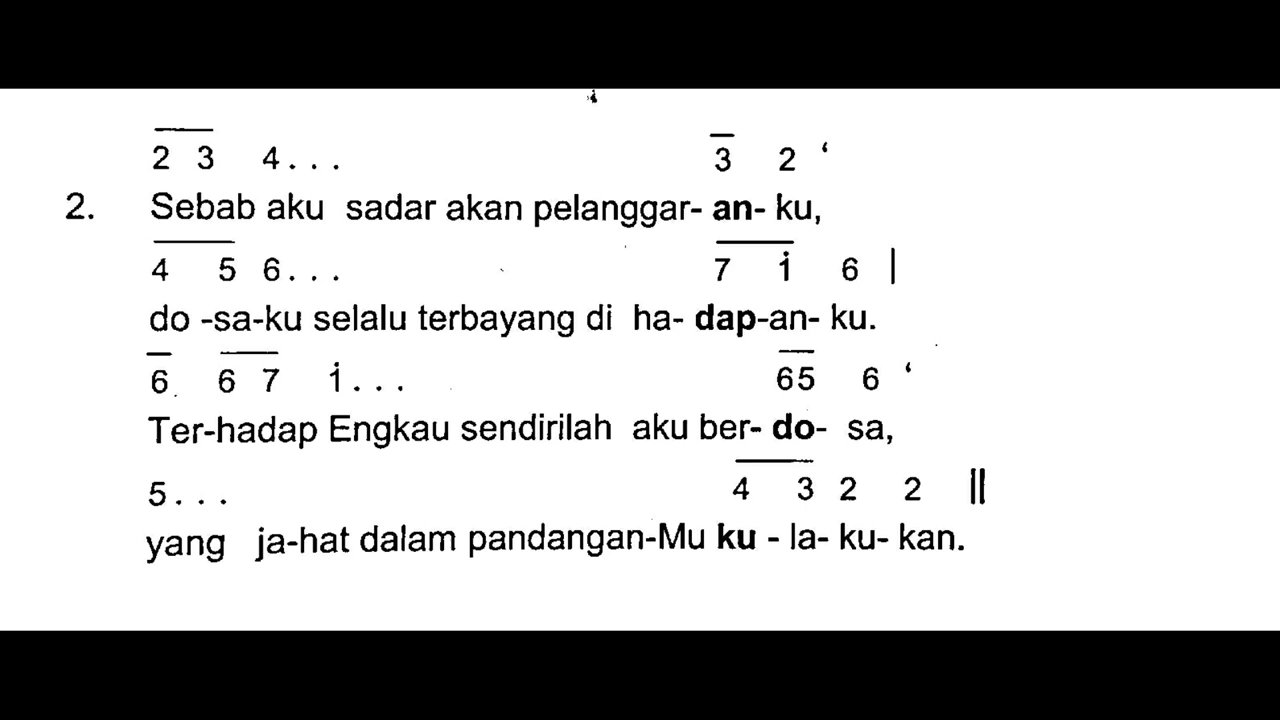 2 3 4... 3 2 ‘
2. Sebab aku sadar akan pelanggar- an- ku,
4 5 6... 7 i 6 |
do -sa-ku selalu terbayang di ha- dap-an- ku.
6 6 7 i... 65 6 ‘
Ter-hadap Engkau sendirilah aku ber- do- sa,
5... 4 3 2 2 ||
yang ja-hat dalam pandangan-Mu ku - la- ku- kan.